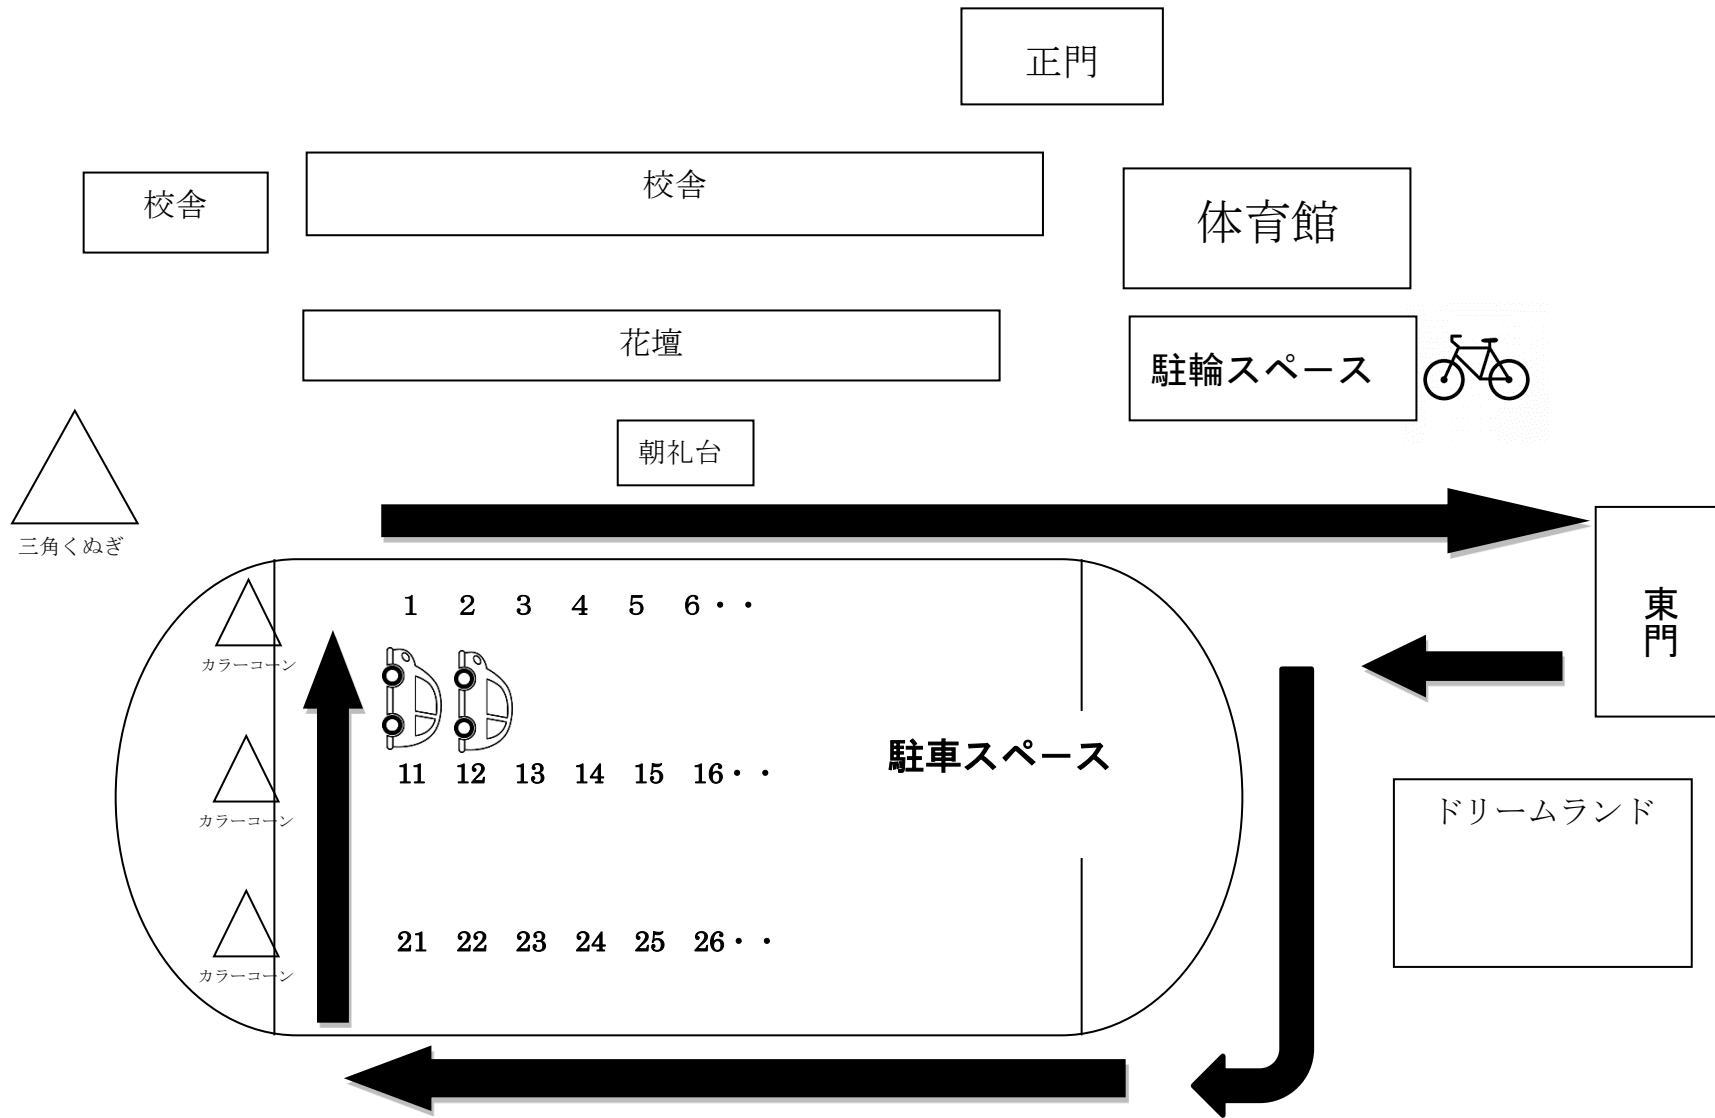 正門
校舎
校舎
体育館
花壇
駐輪スペース
朝礼台
三角くぬぎ
東門
カラーコーン
1 2 3 4 5 6・・
駐車スペース
11 12 13 14 15 16・・
カラーコーン
ドリームランド
21 22 23 24 25 26・・
カラーコーン